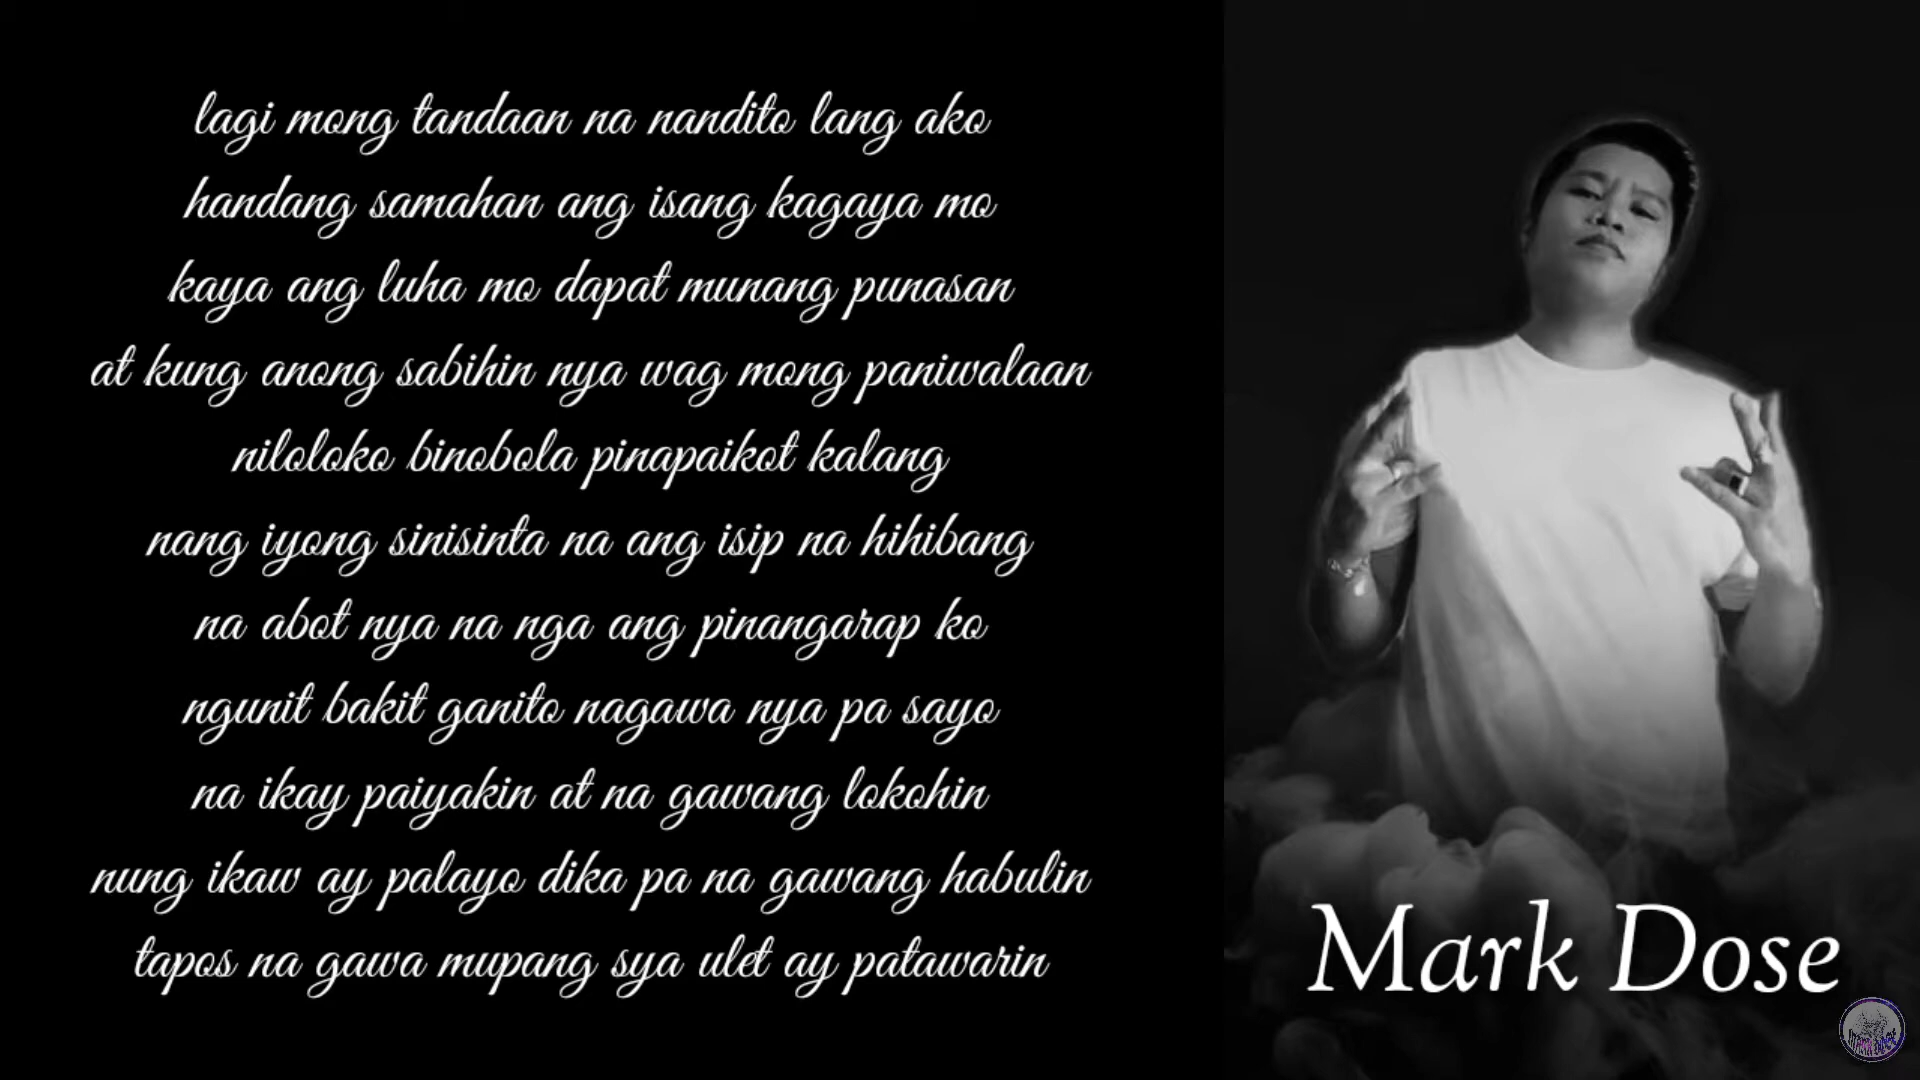 lagi mong tandaan na nandito lang ako
handang samahan ang isang kagaya mo
kaya ang luha mo dapat munang punasan
at kung anong sabihin nya wag mong paniwalaan
niloloko binobola pinapaikot kalang
nang iyong sinisinta na ang isip na hihibang
na abot nya na nga ang pinangarap ko
ngunit bakit ganito nagawa nya pa sayo
na ikay paiyakin at na gawang lokohin
nung ikaw ay palayo dika pa na gawang habulin
tapos na gawa mupang sya ulet ay patawarin
Mark Dose